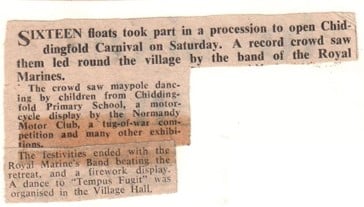 SIXTEEN floats took part in a procession to open Chid-
dingfold Carnival on Saturday. A record crowd saw
them led round the village by the band of the Royal
Marines.
The crowd saw maypole danc-
ing by children from Chidding-
fold Primary School, a motor-
cycle display by the Normandy
Motor Club, a tug-of-war com-
petition and many other exhibi-
tions.
The festivities ended with the
Royal Marine's Band beating the
retreat, and a firework display.
A dance to "Tempus Fugit" was
organised in the Village Hall.